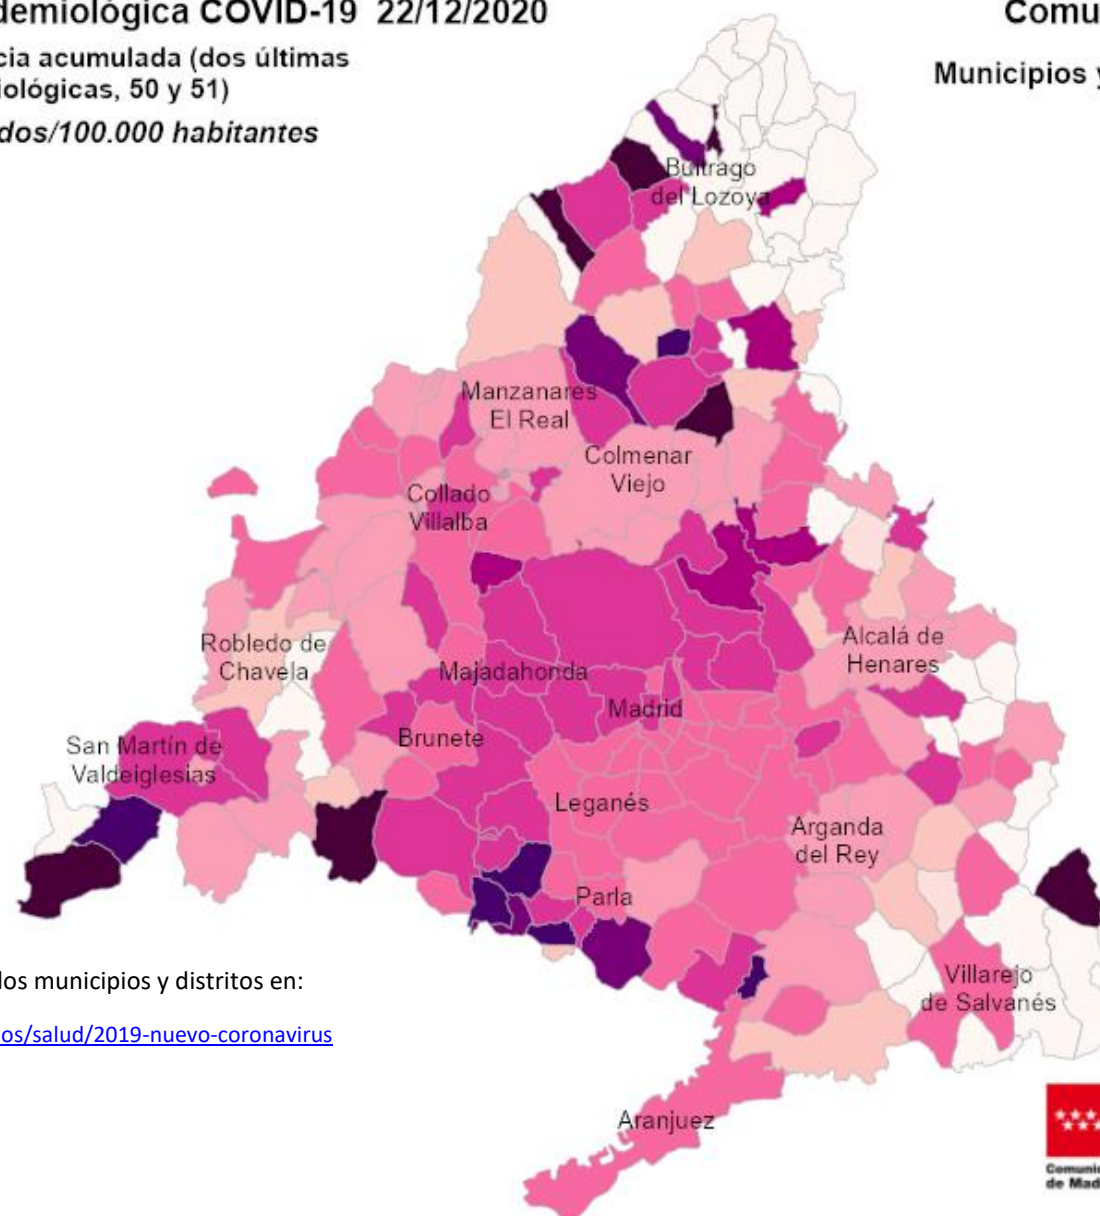 demiológica COVID-19 22/12/2020
Comu
cia acumulada (dos últimas
iológicas, 50 y 51)
Municipios y
dos/100.000 habitantes
Buitrago
del Lozoya
Manzanares
El Real
Colmenar
Viejo
Collado
Villalba
Robledo de
Chavela
Alcalá de
Henares
Majadahonda
Madrid
Brunete
San Martín de
Valdeiglesias
Leganés
Arganda
del Rey
Parla
los municipios y distritos en:
Villarejo
de Salvanés
os/salud/2019-nuevo-coronavirus
Aranjuez
Comunid
de Mad